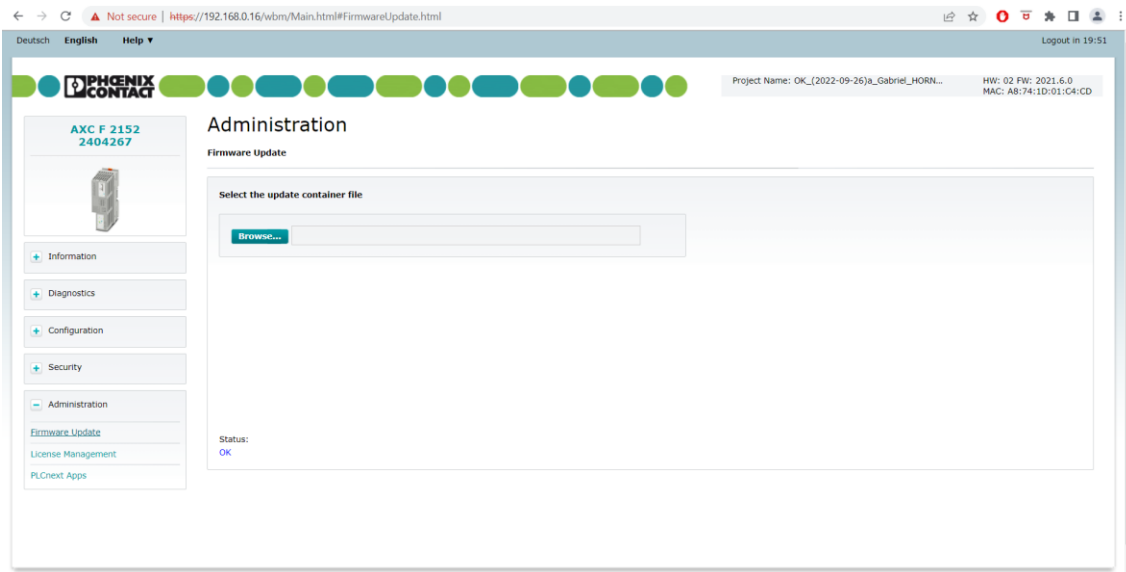 Not secure | https://192.168.0.16/wbm/Main.html#FirmwareUpdate.html
Deutsch English Help ▼ Logout in 19:51
PHŒNIX
CONTACT
Project Name: OK_(2022-09-26)a_Gabriel_HORN...
HW: 02 FW: 2021.6.0
MAC: A8:74:1D:01:C4:CD
AXC F 2152
2404267
Administration
Firmware Update
Select the update container file
Browse...
Information
Diagnostics
Configuration
Security
Administration
Firmware Update
License Management
PLCnext Apps
Status:
OK